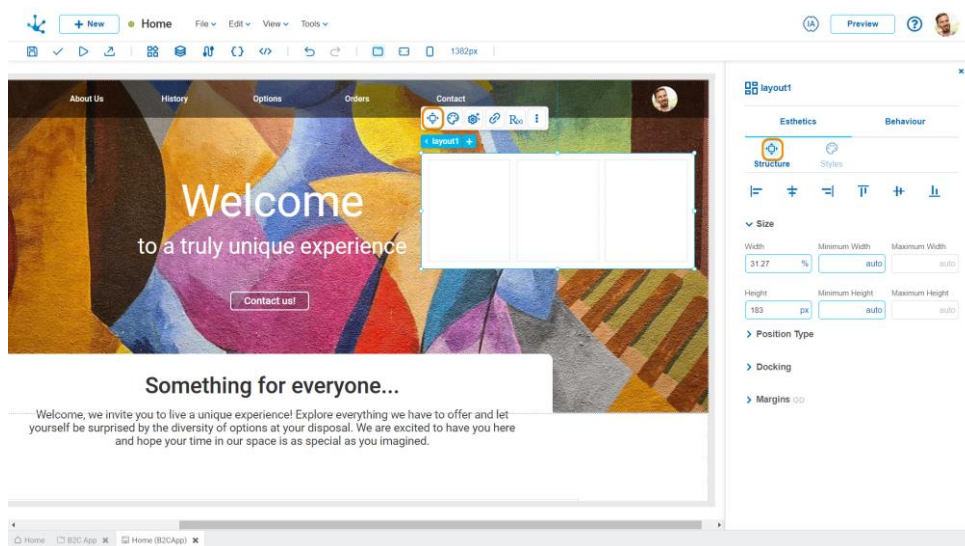 + New
Home
File
Edit
View
Tools
IA
Preview
?
1382px
About Us
History
Options
Orders
Contact
layout1 +
Welcome
to a truly unique experience
Contact us!
Something for everyone...
Welcome, we invite you to live a unique experience! Explore everything we have to offer and let
yourself be surprised by the diversity of options at your disposal. We are excited to have you here
and hope your time in our space is as special as you imagined.
layout1
Esthetics
Behaviour
Structure
Styles
Size
Width
Minimum Width
Maximum Width
31.27 %
auto
auto
Height
Minimum Height
Maximum Height
183 px
auto
auto
Position Type
Docking
Margins
Home
B2C App
Home (B2CApp)